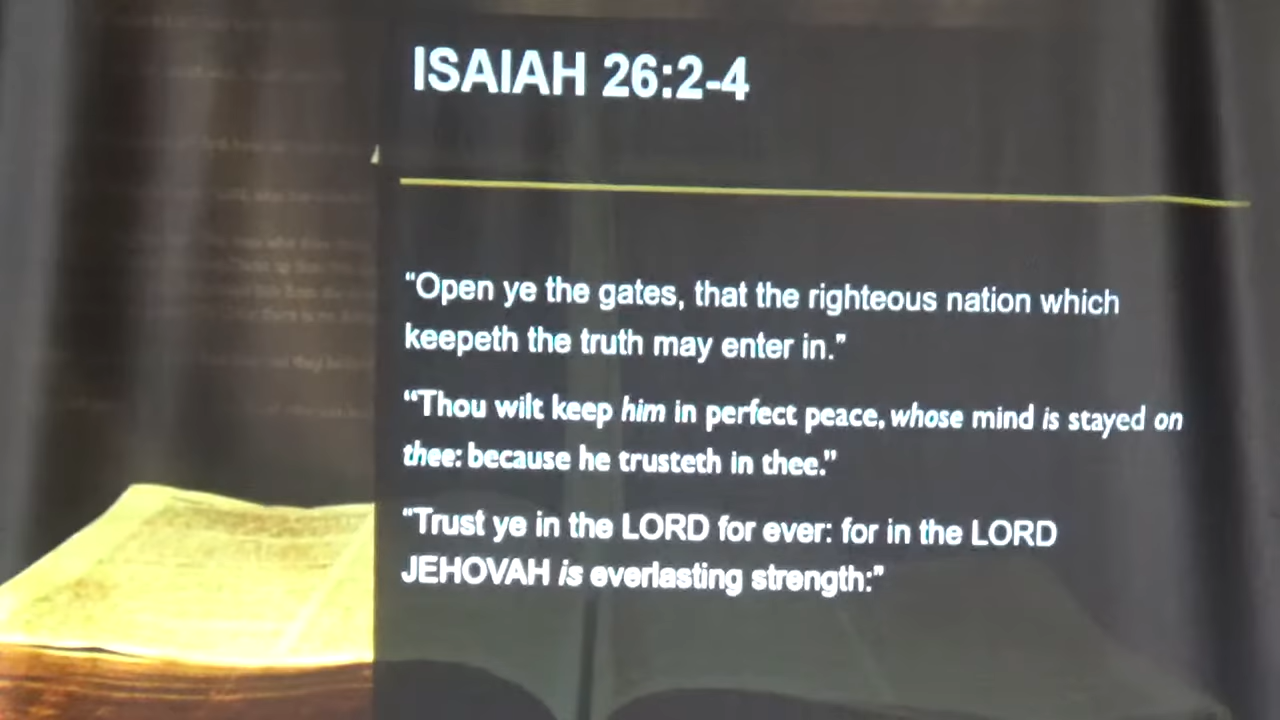 ISAIAH 26:2-4
“Open ye the gates, that the righteous nation which
keepeth the truth may enter in.”
“Thou wilt keep him in perfect peace, whose mind is stayed on
thee: because he trusteth in thee.”
“Trust ye in the LORD for ever: for in the LORD
JEHOVAH is everlasting strength:”